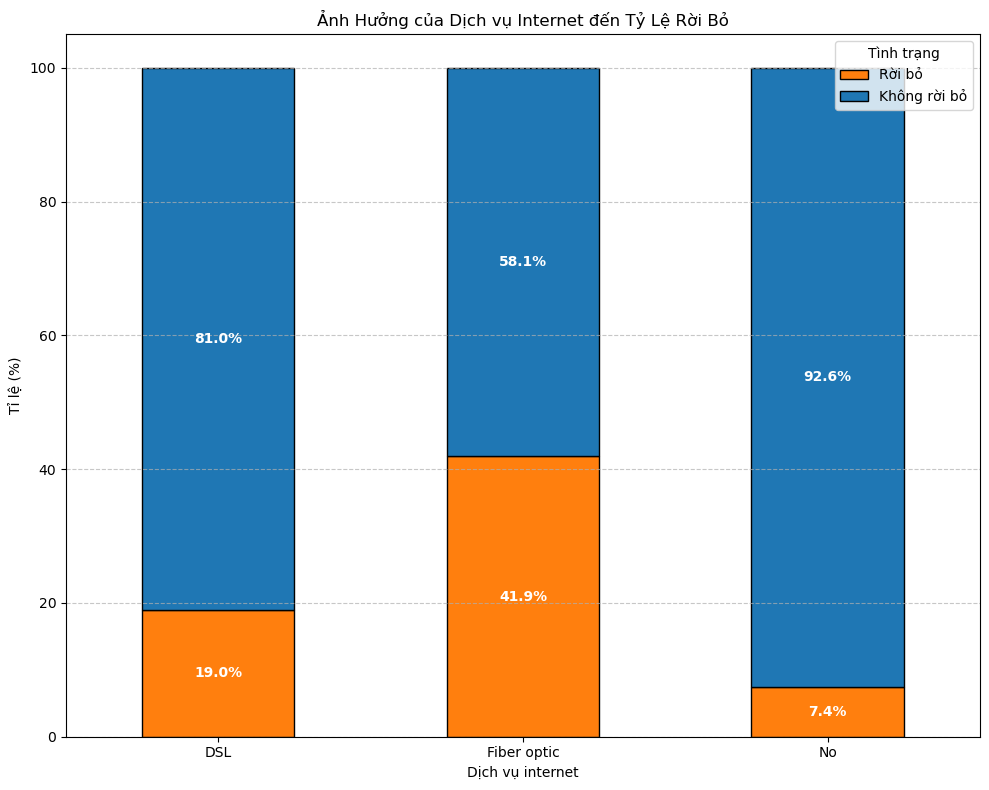 Ảnh Hưởng của Dịch vụ Internet đến Tỷ Lệ Rời Bỏ
Tình trạng
Rời bỏ
Không rời bỏ
Tỉ lệ (%)
100
80
60
40
20
0
81.0%
19.0%
58.1%
41.9%
92.6%
7.4%
DSL
Fiber optic
No
Dịch vụ internet